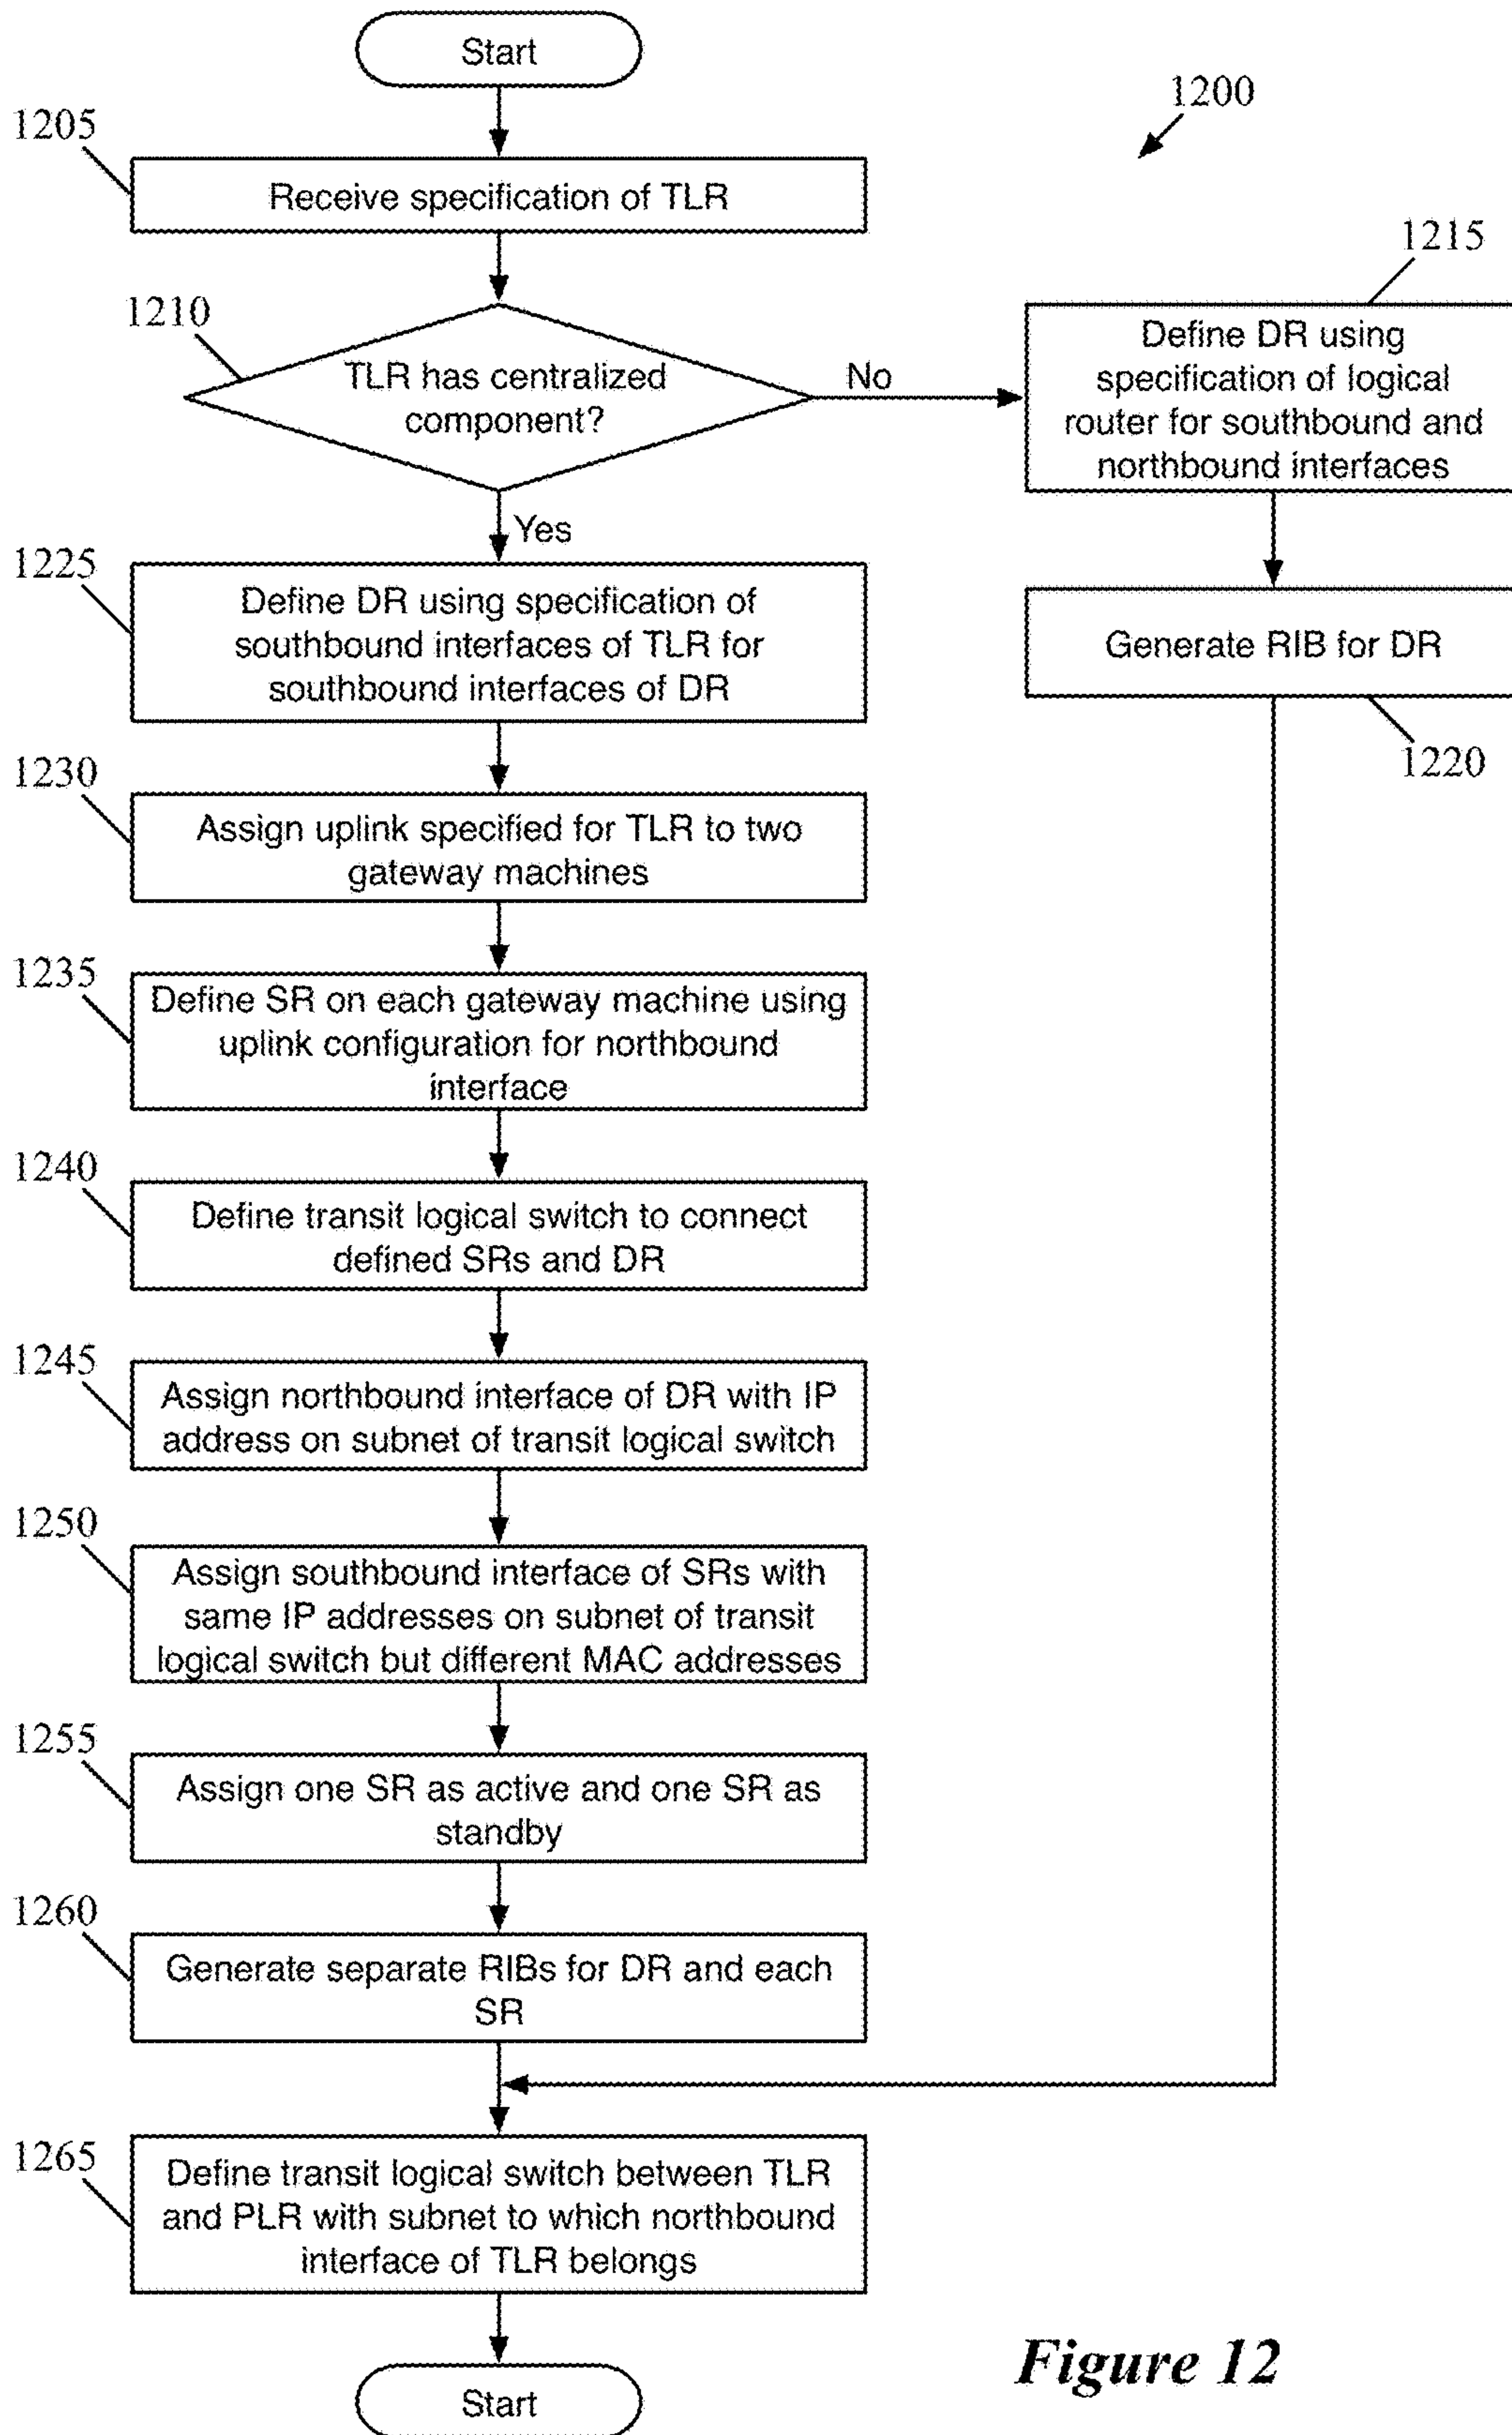 Start
1200
1205
Receive specification of TLR
1215
1210
TLR has centralized
component?
No
Define DR using
specification of logical
router for southbound and
northbound interfaces
Yes
1225
Define DR using specification of
southbound interfaces of TLR for
southbound interfaces of DR
Generate RIB for DR
1220
1230
Assign uplink specified for TLR to two
gateway machines
1235
Define SR on each gateway machine using
uplink configuration for northbound
interface
1240
Define transit logical switch to connect
defined SRs and DR
1245
Assign northbound interface of DR with IP
address on subnet of transit logical switch
1250
Assign southbound interface of SRs with
same IP addresses on subnet of transit
logical switch but different MAC addresses
1255
Assign one SR as active and one SR as
standby
1260
Generate separate RIBs for DR and each
SR
1265
Define transit logical switch between TLR
and PLR with subnet to which northbound
interface of TLR belongs
Start
Figure 12